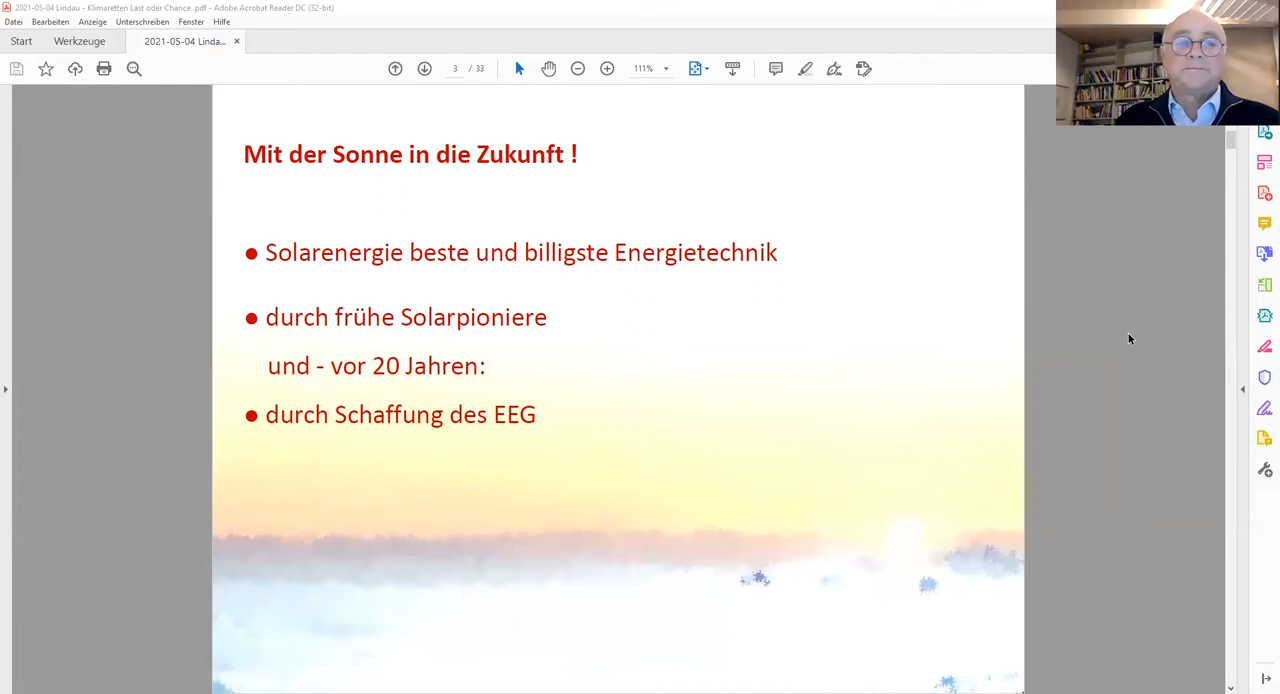 2021-05-04 Lindau - Klimaretten Last oder Chance .pdf - Adobe Acrobat Reader DC (32-bit)
Datei Bearbeiten Anzeige Unterschreiben Fenster Hilfe
Start Werkzeuge 2021-05-04 Linda... ×
3 / 33 111%
Mit der Sonne in die Zukunft !
● Solarenergie beste und billigste Energietechnik
● durch frühe Solarpioniere
und - vor 20 Jahren:
● durch Schaffung des EEG